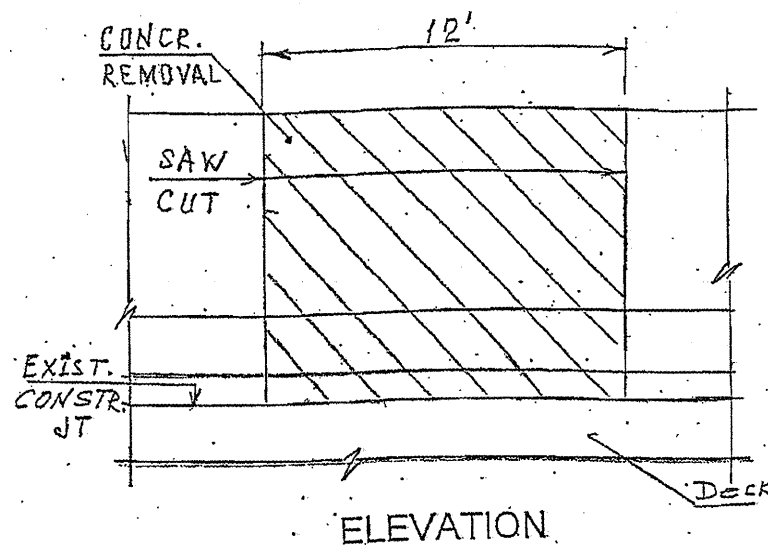 CONCR.
REMOVAL
12'
SAW
CUT
EXIST.
CONSTR.
JT
DECK
ELEVATION